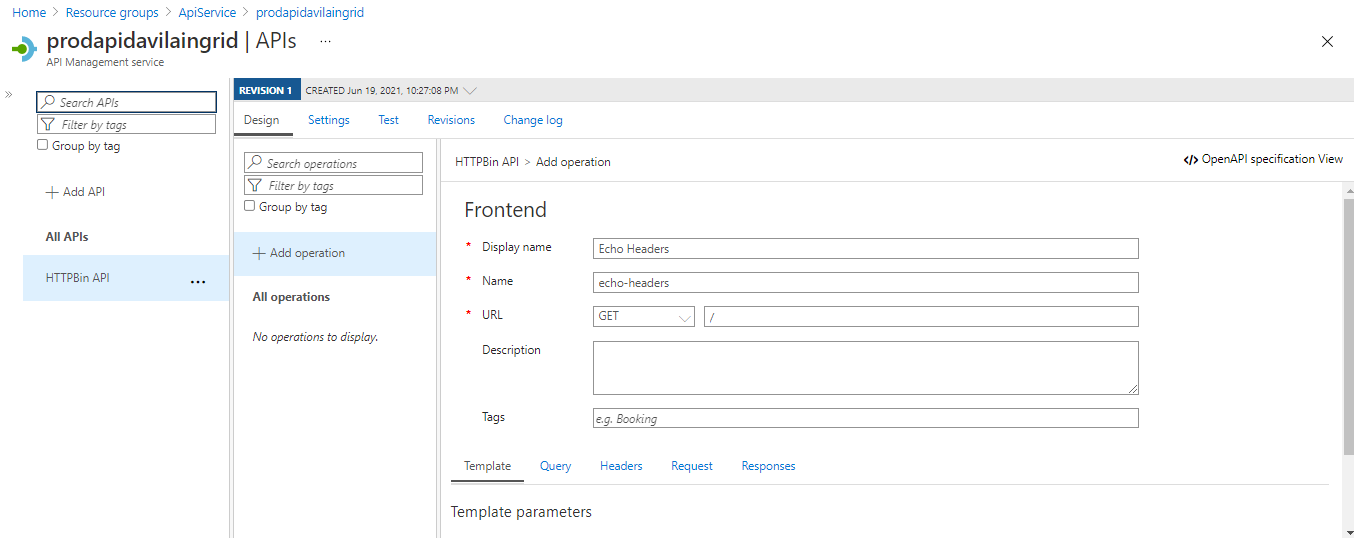 Home > Resource groups > ApiService > prodapidavilaingrid
prodapidavilaingrid | APIs ...
API Management service
»
Search APIs
Filter by tags
Group by tag
+ Add API
All APIs
HTTPBin API ...
REVISION 1 CREATED Jun 19, 2021, 10:27:08 PM
Design Settings Test Revisions Change log
Search operations
Filter by tags
Group by tag
+ Add operation
All operations
No operations to display.
HTTPBin API > Add operation
</> OpenAPI specification View
Frontend
* Display name Echo Headers
* Name echo-headers
* URL GET /
Description
Tags e.g. Booking
Template Query Headers Request Responses
Template parameters